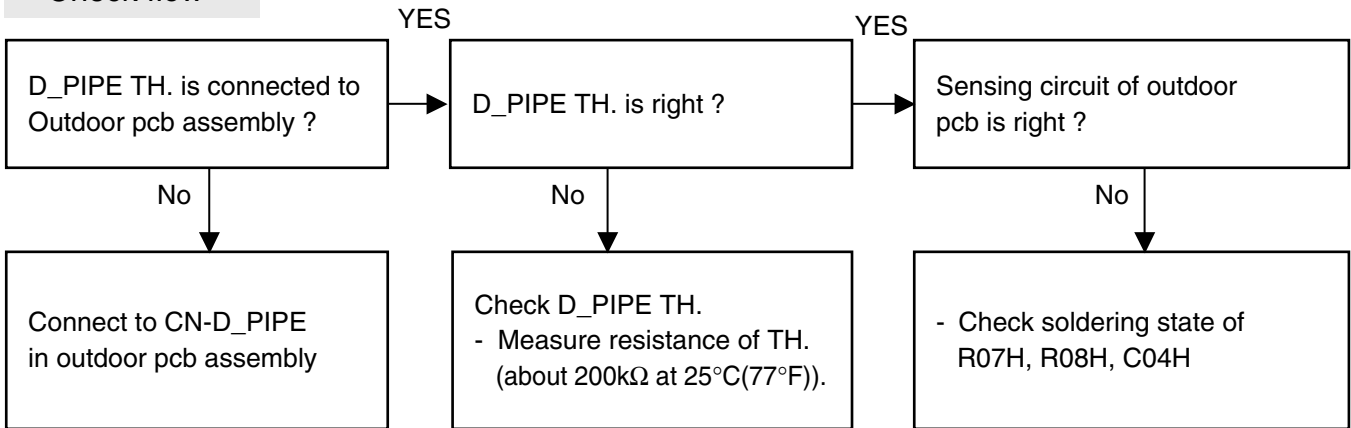 YES
YES
D_PIPE TH. is connected to
Outdoor pcb assembly ?
D_PIPE TH. is right ?
Sensing circuit of outdoor
pcb is right ?
No
No
No
Connect to CN-D_PIPE
in outdoor pcb assembly
Check D_PIPE TH.
- Measure resistance of TH.
(about 200kΩ at 25°C(77°F)).
- Check soldering state of
R07H, R08H, C04H